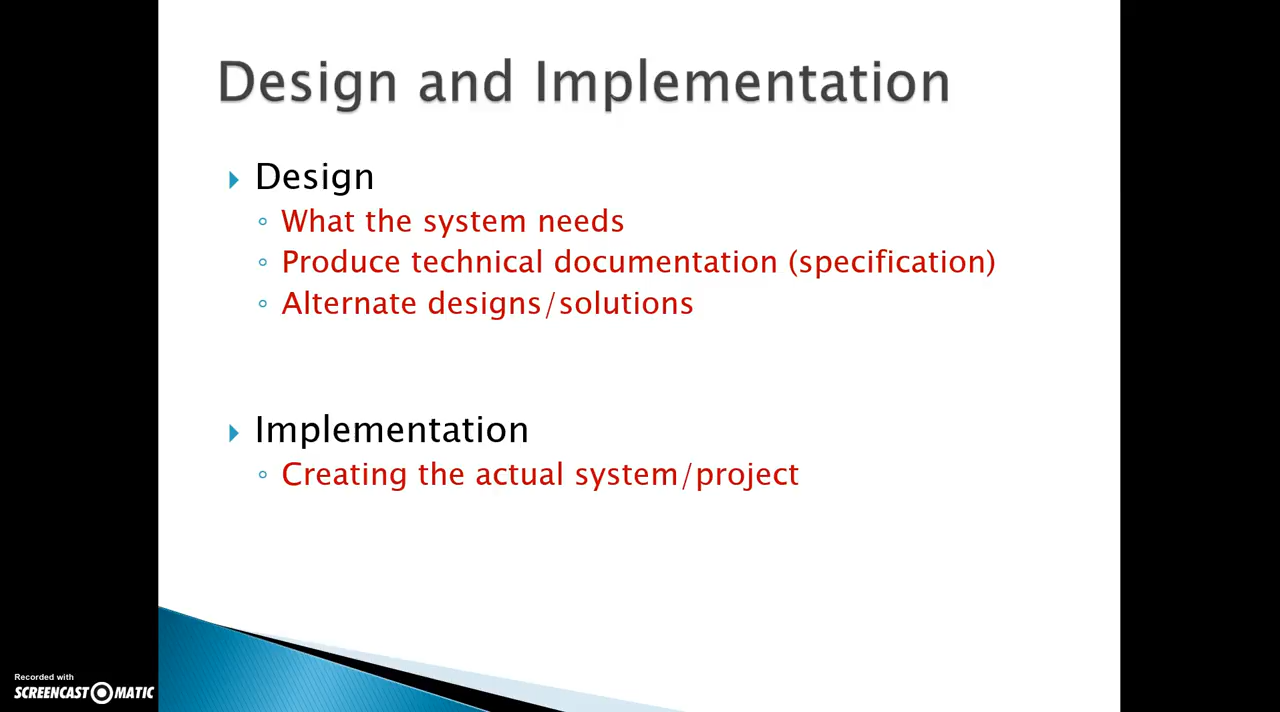 Design and Implementation
Design
What the system needs
Produce technical documentation (specification)
Alternate designs/solutions
Implementation
Creating the actual system/project
Recorded with
SCREENCAST MATIC